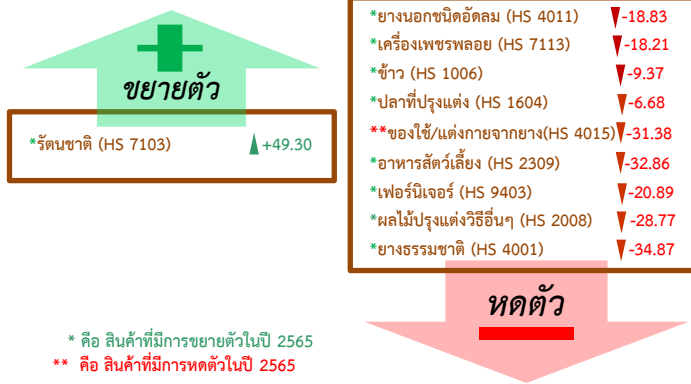 ขยายตัว
*รัตนชาติ (HS 7103) +49.30
*ยางนอกชนิดอัดลม (HS 4011) -18.83
*เครื่องเพชรพลอย (HS 7113) -18.21
*ข้าว (HS 1006) -9.37
*ปลาที่ปรุงแต่ง (HS 1604) -6.68
**ของใช้/แต่งกายจากยาง(HS 4015) -31.38
*อาหารสัตว์เลี้ยง (HS 2309) -32.86
*เฟอร์นิเจอร์ (HS 9403) -20.89
*ผลไม้ปรุงแต่งวิธีอื่นๆ (HS 2008) -28.77
*ยางธรรมชาติ (HS 4001) -34.87
หดตัว
* คือ สินค้าที่มีการขยายตัวในปี 2565
** คือ สินค้าที่มีการหดตัวในปี 2565